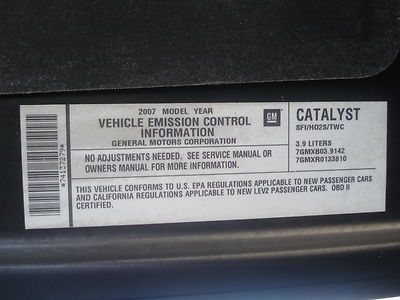 2007 MODEL YEAR
VEHICLE EMISSION CONTROL
INFORMATION
GENERAL MOTORS CORPORATION
GM
CATALYST
SFI/HO2S/TWC
NO ADJUSTMENTS NEEDED. SEE SERVICE MANUAL OR
OWNERS MANUAL FOR MORE INFORMATION.
3.9 LITERS
7GMXB03.9142
7GMXR0133810
THIS VEHICLE CONFORMS TO U.S. EPA REGULATIONS APPLICABLE TO NEW PASSENGER CARS
AND CALIFORNIA REGULATIONS APPLICABLE TO NEW LEV2 PASSENGER CARS. OBD II
CERTIFIED.
*74137279*